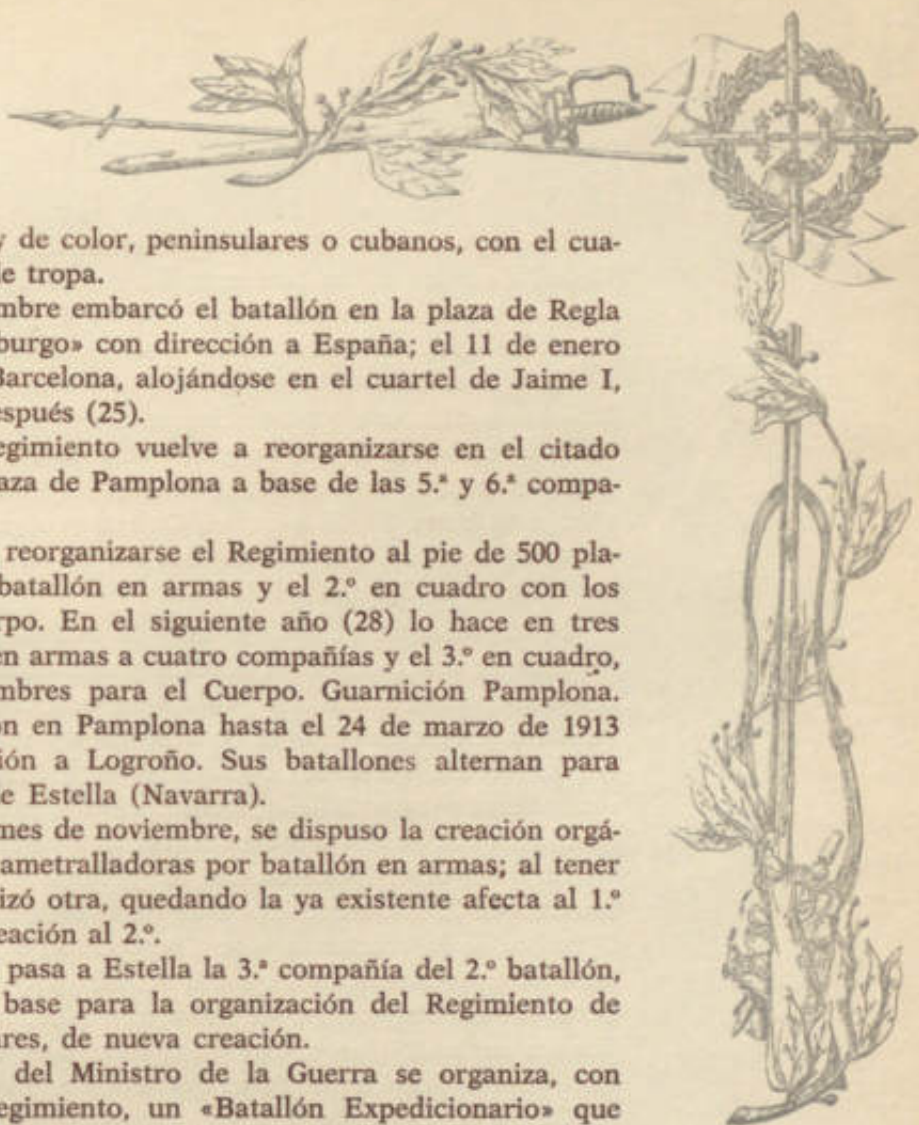 y de color, peninsulares o cubanos, con el cua-
le tropa.
mbre embarcó el batallón en la plaza de Regla
burgo» con dirección a España; el 11 de enero
Barcelona, alojándose en el cuartel de Jaime I,
espués (25).
egimiento vuelve a reorganizarse en el citado
aza de Pamplona a base de las 5.ª y 6.ª compa-
reorganizarse el Regimiento al pie de 500 pla-
batallón en armas y el 2.º en cuadro con los
rpo. En el siguiente año (28) lo hace en tres
en armas a cuatro compañías y el 3.º en cuadro,
mbres para el Cuerpo. Guarnición Pamplona.
ón en Pamplona hasta el 24 de marzo de 1913
ión a Logroño. Sus batallones alternan para
e Estella (Navarra).
mes de noviembre, se dispuso la creación orgá-
ametralladoras por batallón en armas; al tener
izó otra, quedando la ya existente afecta al 1.º
eación al 2.º.
pasa a Estella la 3.ª compañía del 2.º batallón,
base para la organización del Regimiento de
ares, de nueva creación.
del Ministro de la Guerra se organiza, con
egimiento, un «Batallón Expedicionario» que